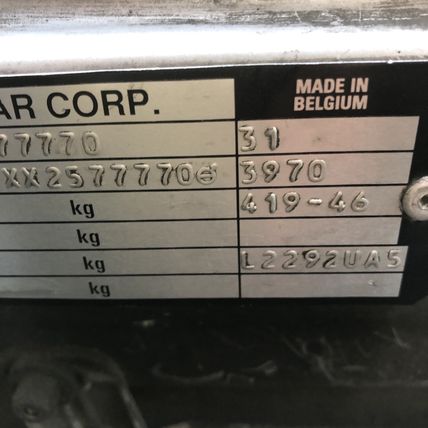 AR CORP.
MADE IN
BELGIUM
77770 31
XX25777706 3970
kg 419-46
kg
kg L2292UA5
kg